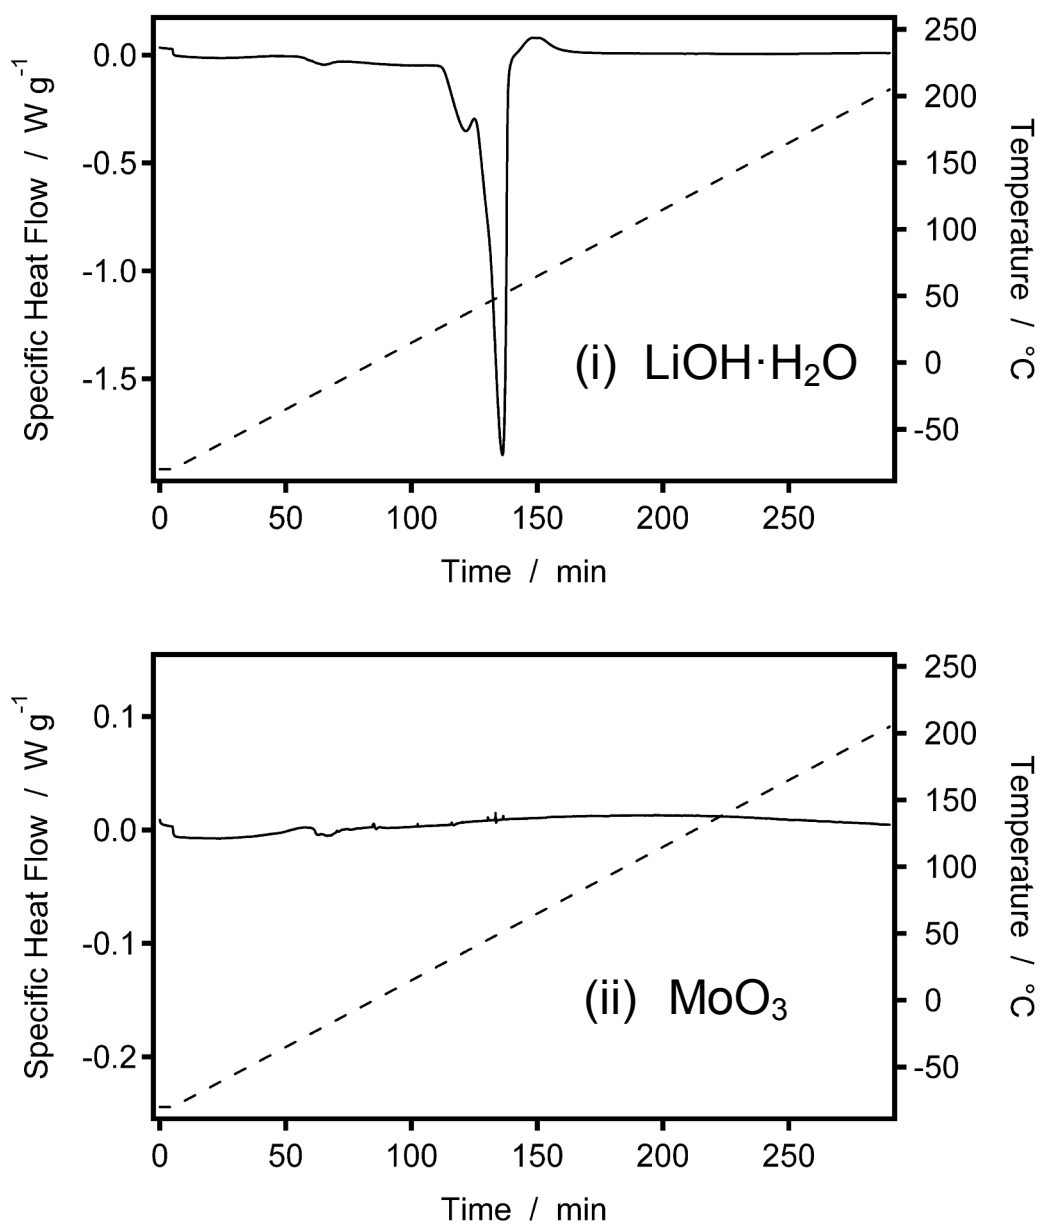 Specific Heat Flow / W g⁻¹
0.0
-0.5
-1.0
-1.5
250
200
150
100
50
0
-50
Temperature / °C
(i) LiOH·H₂O
0 50 100 150 200 250
Time / min
Specific Heat Flow / W g⁻¹
0.1
0.0
-0.1
-0.2
250
200
150
100
50
0
-50
Temperature / °C
(ii) MoO₃
0 50 100 150 200 250
Time / min